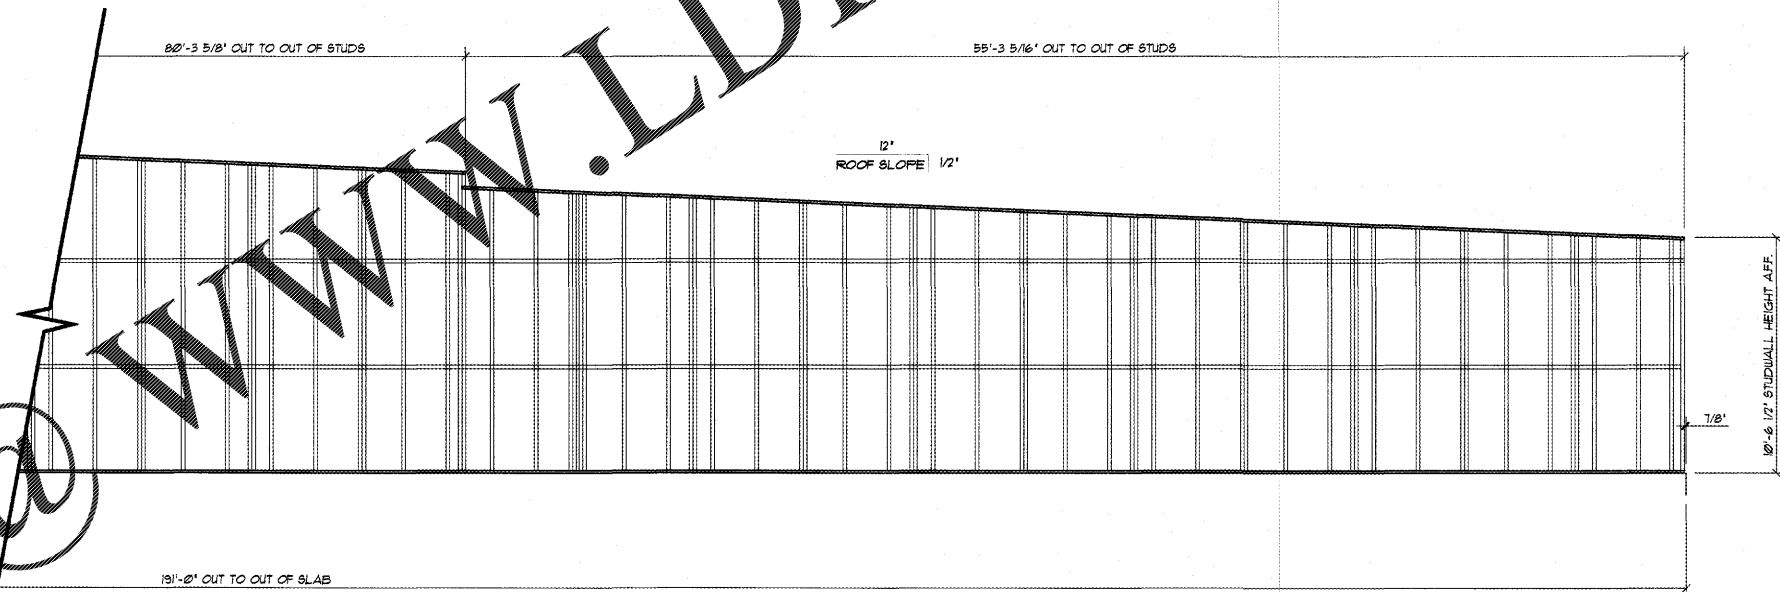 80'-3 5/8" OUT TO OUT OF STUDS
55'-3 5/16" OUT TO OUT OF STUDS
12"
ROOF SLOPE 1/2"
10'-6 1/2" STUDWALL HEIGHT A.F.F.
7/8"
191'-0" OUT TO OUT OF SLAB
@ WWW.LD